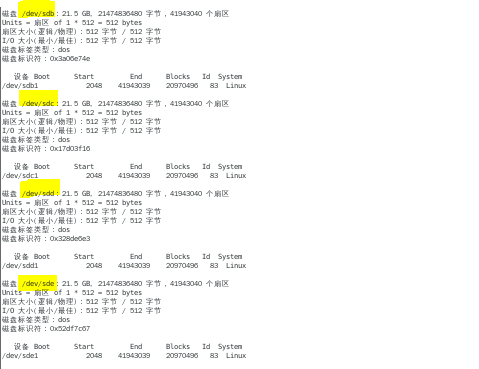 磁盘 /dev/sdb：21.5 GB, 21474836480 字节，41943040 个扇区
Units = 扇区 of 1 * 512 = 512 bytes
扇区大小(逻辑/物理)：512 字节 / 512 字节
I/O 大小(最小/最佳)：512 字节 / 512 字节
磁盘标签类型：dos
磁盘标识符：0x3a06e74e
设备 Boot Start End Blocks Id System
/dev/sdb1 2048 41943039 20970496 83 Linux
磁盘 /dev/sdc：21.5 GB, 21474836480 字节，41943040 个扇区
Units = 扇区 of 1 * 512 = 512 bytes
扇区大小(逻辑/物理)：512 字节 / 512 字节
I/O 大小(最小/最佳)：512 字节 / 512 字节
磁盘标签类型：dos
磁盘标识符：0x17d03f16
设备 Boot Start End Blocks Id System
/dev/sdc1 2048 41943039 20970496 83 Linux
磁盘 /dev/sdd：21.5 GB, 21474836480 字节，41943040 个扇区
Units = 扇区 of 1 * 512 = 512 bytes
扇区大小(逻辑/物理)：512 字节 / 512 字节
I/O 大小(最小/最佳)：512 字节 / 512 字节
磁盘标签类型：dos
磁盘标识符：0x328de6e3
设备 Boot Start End Blocks Id System
/dev/sdd1 2048 41943039 20970496 83 Linux
磁盘 /dev/sde：21.5 GB, 21474836480 字节，41943040 个扇区
Units = 扇区 of 1 * 512 = 512 bytes
扇区大小(逻辑/物理)：512 字节 / 512 字节
I/O 大小(最小/最佳)：512 字节 / 512 字节
磁盘标签类型：dos
磁盘标识符：0x52df7c67
设备 Boot Start End Blocks Id System
/dev/sde1 2048 41943039 20970496 83 Linux